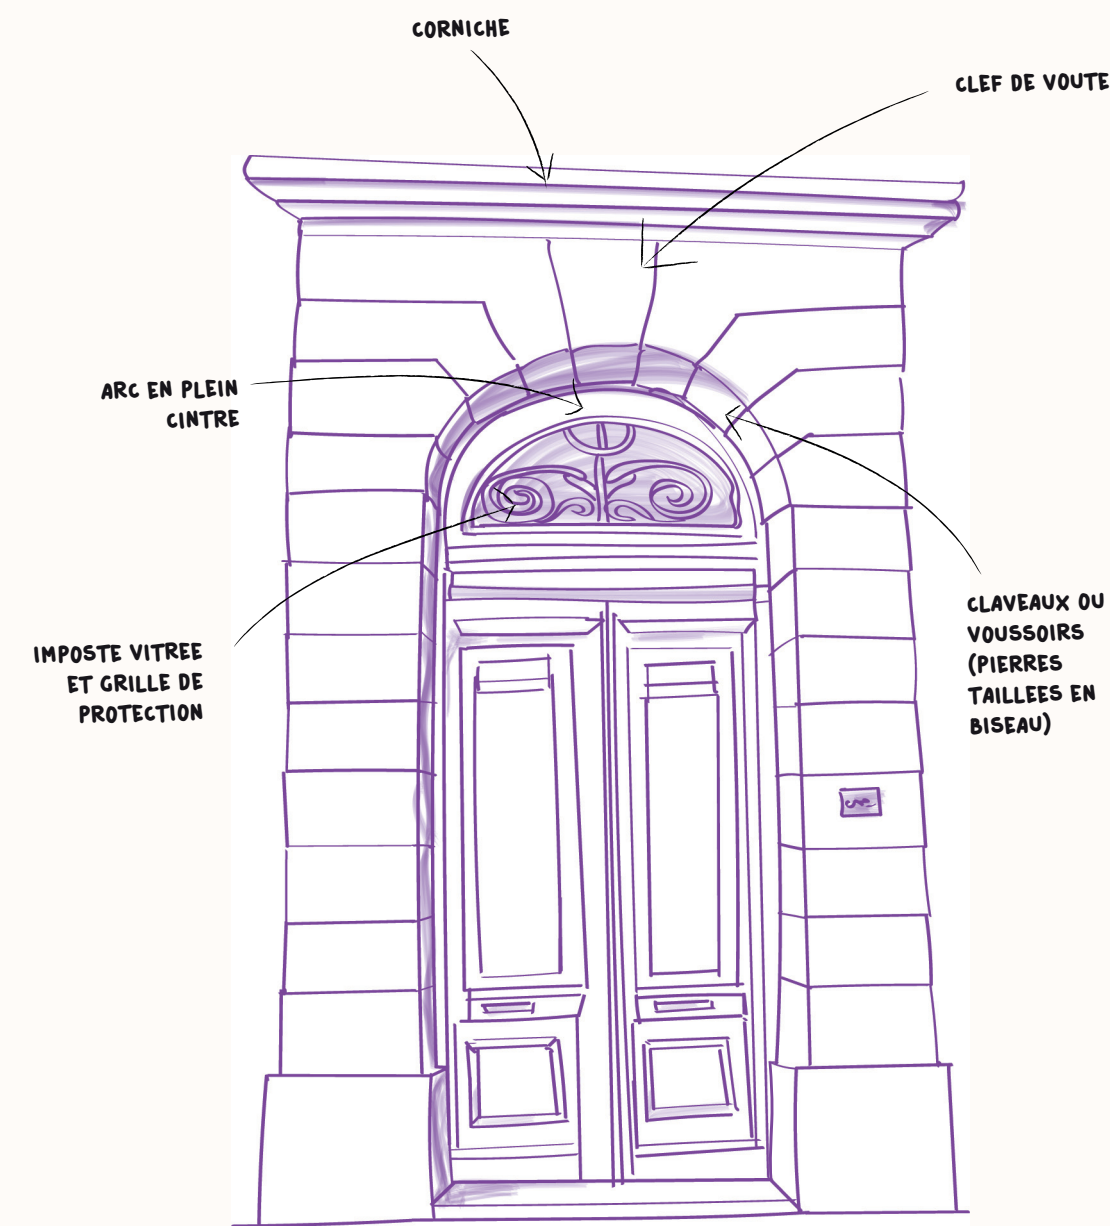 CORNICHE
CLEF DE VOUTE
ARC EN PLEIN
CINTRE
IMPOSTE VITREE
ET GRILLE DE
PROTECTION
CLAVEAUX OU
VOUSSOIRS
(PIERRES
TAILLEES EN
BISEAU)